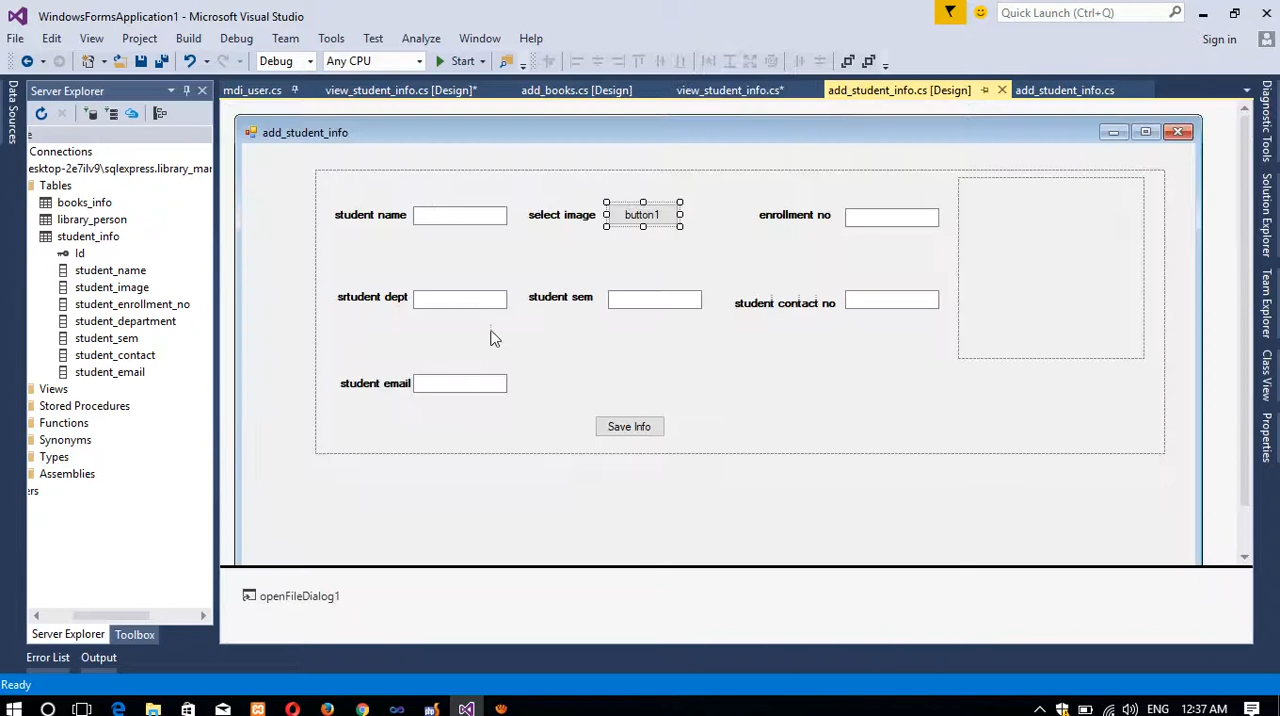 WindowsFormsApplication1 - Microsoft Visual Studio
Quick Launch (Ctrl+Q)
File Edit View Project Build Debug Team Tools Test Analyze Window Help
Sign in
Debug Any CPU Start
Data Sources
Server Explorer
mdi_user.cs view_student_info.cs [Design]* add_books.cs [Design] view_student_info.cs* add_student_info.cs [Design] add_student_info.cs
e
Connections
esktop-2e7ilv9\sqlexpress.library_mar
Tables
books_info
library_person
student_info
Id
student_name
student_image
student_enrollment_no
student_department
student_sem
student_contact
student_email
Views
Stored Procedures
Functions
Synonyms
Types
Assemblies
ers
Server Explorer Toolbox
add_student_info
student name select image button1 enrollment no
srtudent dept student sem student contact no
student email
Save Info
openFileDialog1
Diagnostic Tools
Solution Explorer
Team Explorer
Class View
Properties
Error List Output
Ready
php
ENG 12:37 AM